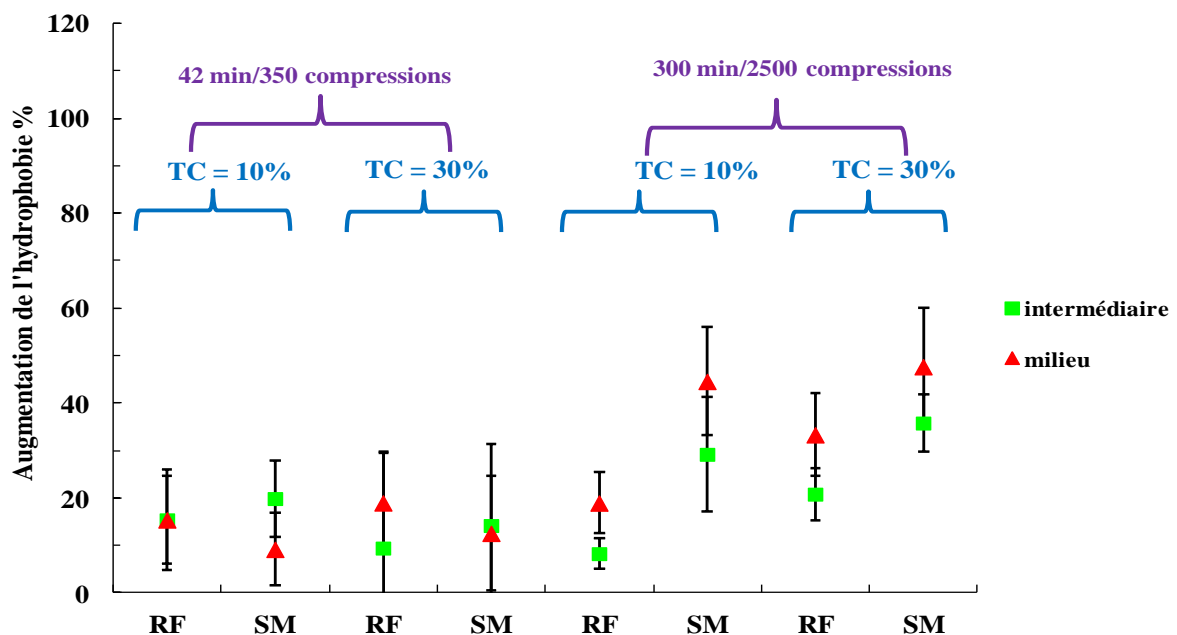 Augmentation de l'hydrophobie %
120
100
80
60
40
20
0
42 min/350 compressions
300 min/2500 compressions
TC = 10%
TC = 30%
TC = 10%
TC = 30%
intermédiaire
milieu
RF SM RF SM RF SM RF SM